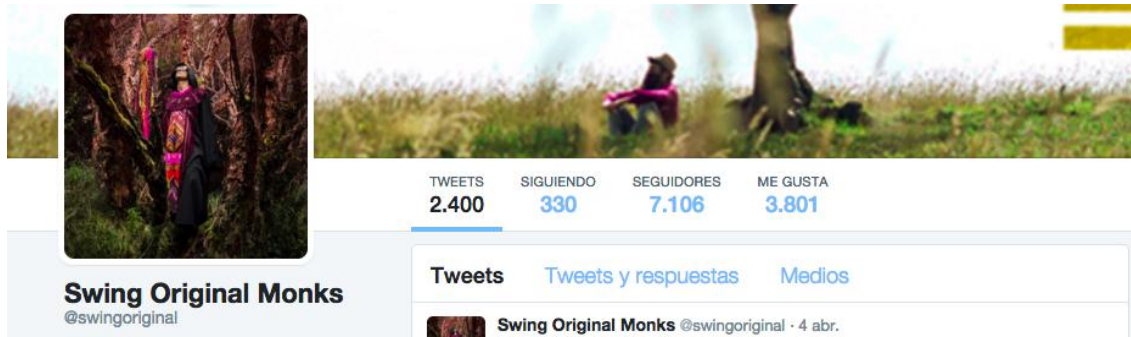 TWEETS SIGUIENDO SEGUIDORES ME GUSTA
2.400 330 7.106 3.801
Tweets Tweets y respuestas Medios
Swing Original Monks
@swingoriginal
Swing Original Monks @swingoriginal · 4 abr.